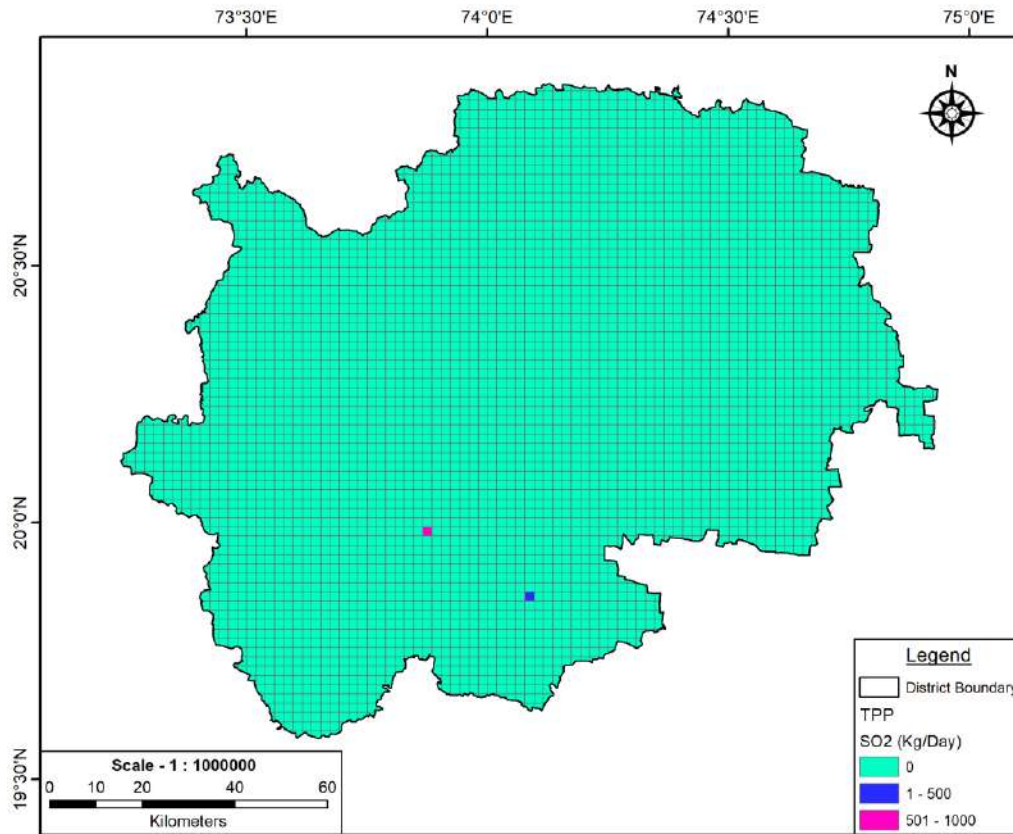 73°30'E 74°0'E 74°30'E 75°0'E
N
20°30'N
20°0'N
19°30'N
Scale - 1 : 1000000
0 10 20 40 60
Kilometers
Legend
District Boundary
TPP
SO2 (Kg/Day)
0
1 - 500
501 - 1000